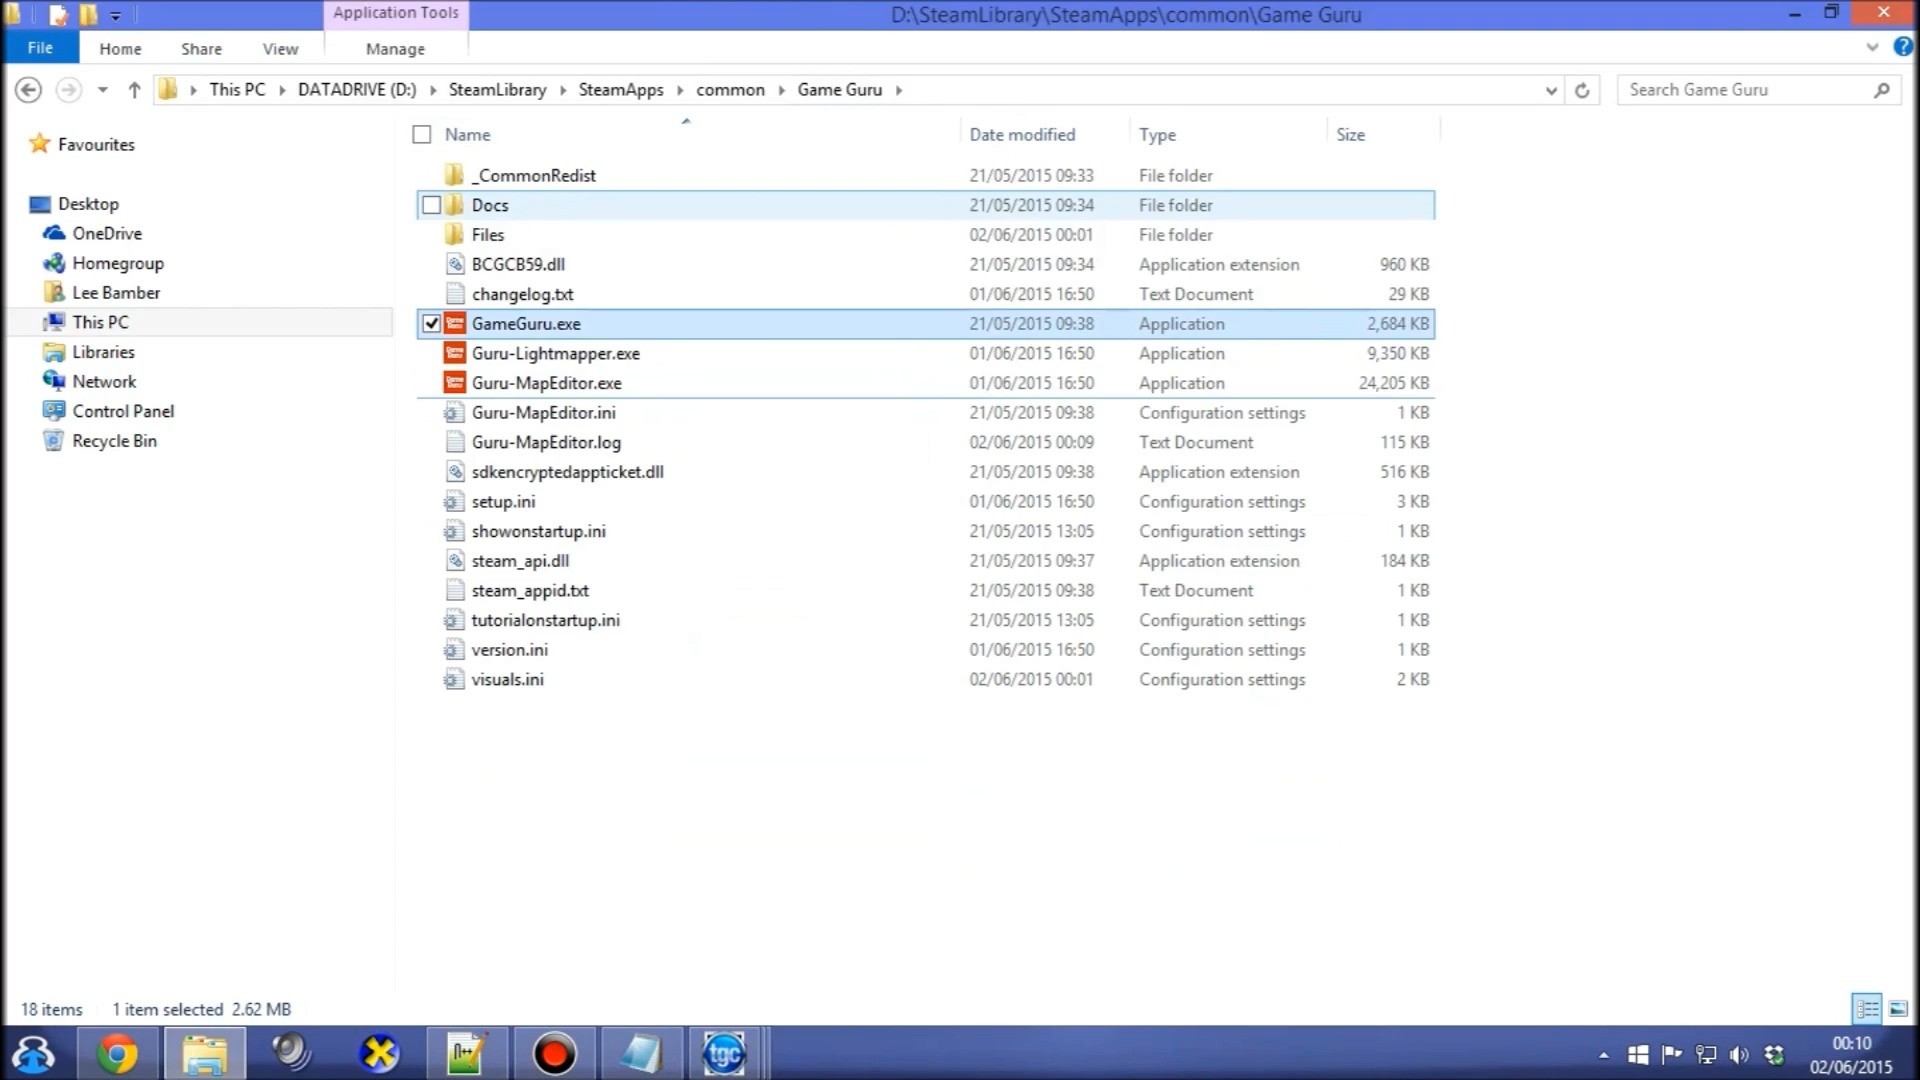 Application Tools
D:\SteamLibrary\SteamApps\common\Game Guru
File Home Share View Manage
This PC DATADRIVE (D:) SteamLibrary SteamApps common Game Guru
Search Game Guru
Favourites
Desktop
OneDrive
Homegroup
Lee Bamber
This PC
Libraries
Network
Control Panel
Recycle Bin
Name Date modified Type Size
_CommonRedist 21/05/2015 09:33 File folder
Docs 21/05/2015 09:34 File folder
Files 02/06/2015 00:01 File folder
BCGCB59.dll 21/05/2015 09:34 Application extension 960 KB
changelog.txt 01/06/2015 16:50 Text Document 29 KB
GameGuru.exe 21/05/2015 09:38 Application 2,684 KB
Guru-Lightmapper.exe 01/06/2015 16:50 Application 9,350 KB
Guru-MapEditor.exe 01/06/2015 16:50 Application 24,205 KB
Guru-MapEditor.ini 21/05/2015 09:38 Configuration settings 1 KB
Guru-MapEditor.log 02/06/2015 00:09 Text Document 115 KB
sdkencryptedappticket.dll 21/05/2015 09:38 Application extension 516 KB
setup.ini 01/06/2015 16:50 Configuration settings 3 KB
showonstartup.ini 21/05/2015 13:05 Configuration settings 1 KB
steam_api.dll 21/05/2015 09:37 Application extension 184 KB
steam_appid.txt 21/05/2015 09:38 Text Document 1 KB
tutorialonstartup.ini 21/05/2015 13:05 Configuration settings 1 KB
version.ini 01/06/2015 16:50 Configuration settings 1 KB
visuals.ini 02/06/2015 00:01 Configuration settings 2 KB
18 items 1 item selected 2.62 MB
tgc
00:10
02/06/2015